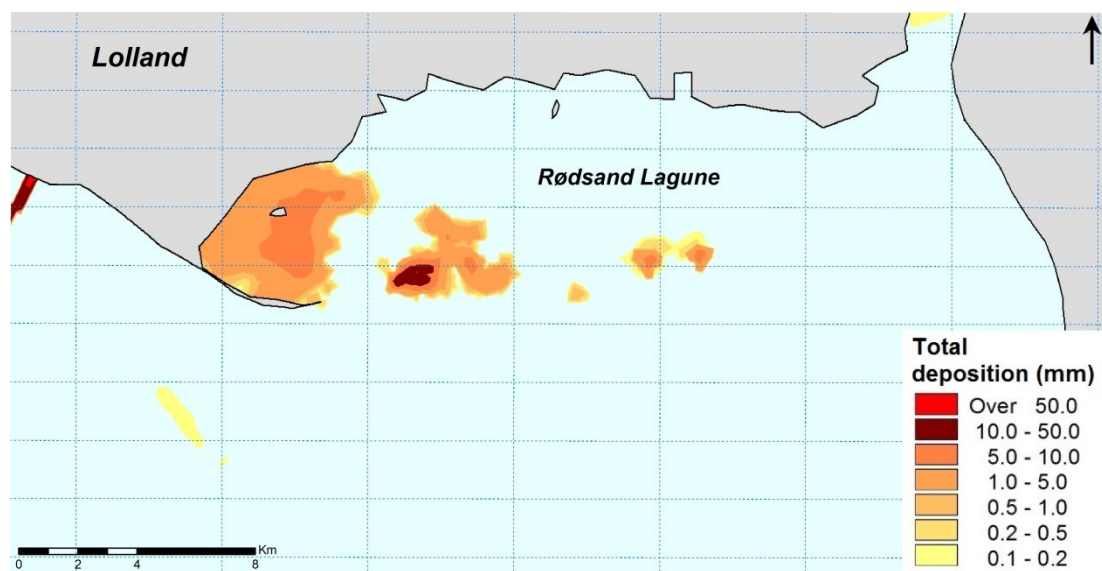 Lolland
Rødsand Lagune
Total
deposition (mm)
Over 50.0
10.0 - 50.0
5.0 - 10.0
1.0 - 5.0
0.5 - 1.0
0.2 - 0.5
0.1 - 0.2
Km
0 2 4 8